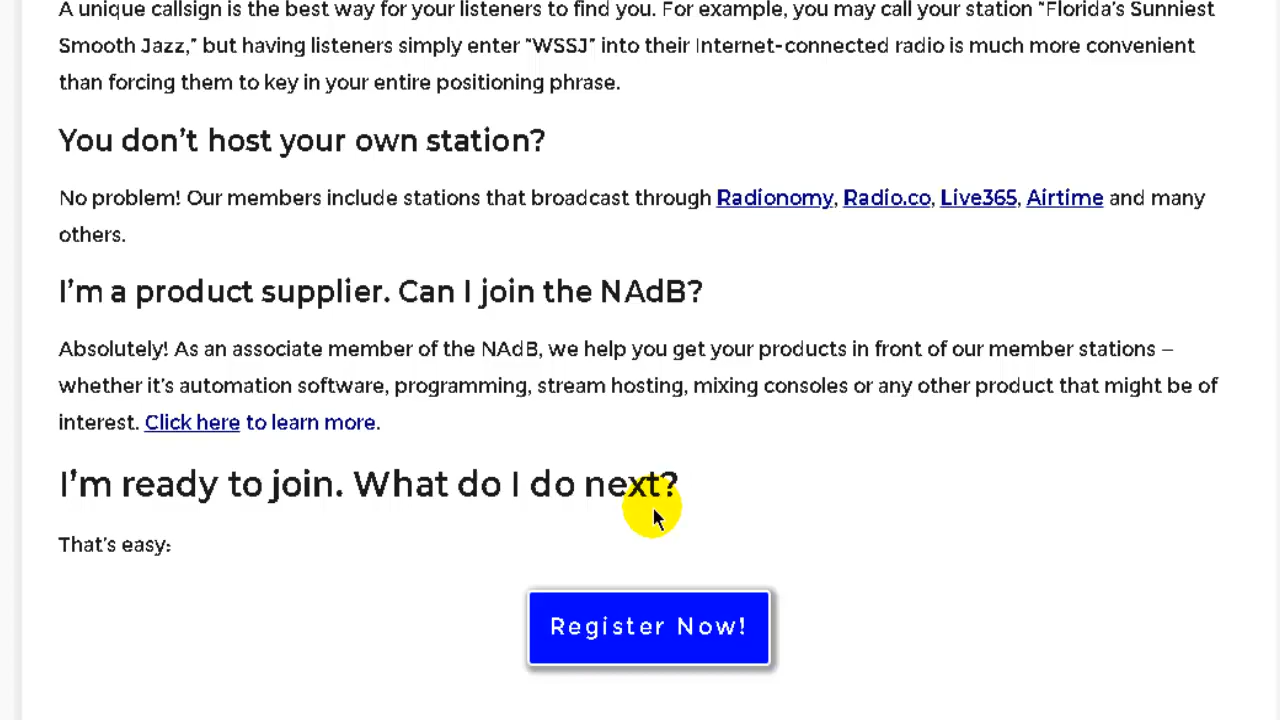 A unique callsign is the best way for your listeners to find you. For example, you may call your station “Florida’s Sunniest
Smooth Jazz,” but having listeners simply enter “WSSJ” into their Internet-connected radio is much more convenient
than forcing them to key in your entire positioning phrase.
You don’t host your own station?
No problem! Our members include stations that broadcast through Radionomy, Radio.co, Live365, Airtime and many
others.
I’m a product supplier. Can I join the NAdB?
Absolutely! As an associate member of the NAdB, we help you get your products in front of our member stations –
whether it’s automation software, programming, stream hosting, mixing consoles or any other product that might be of
interest. Click here to learn more.
I’m ready to join. What do I do next?
That’s easy:
Register Now!